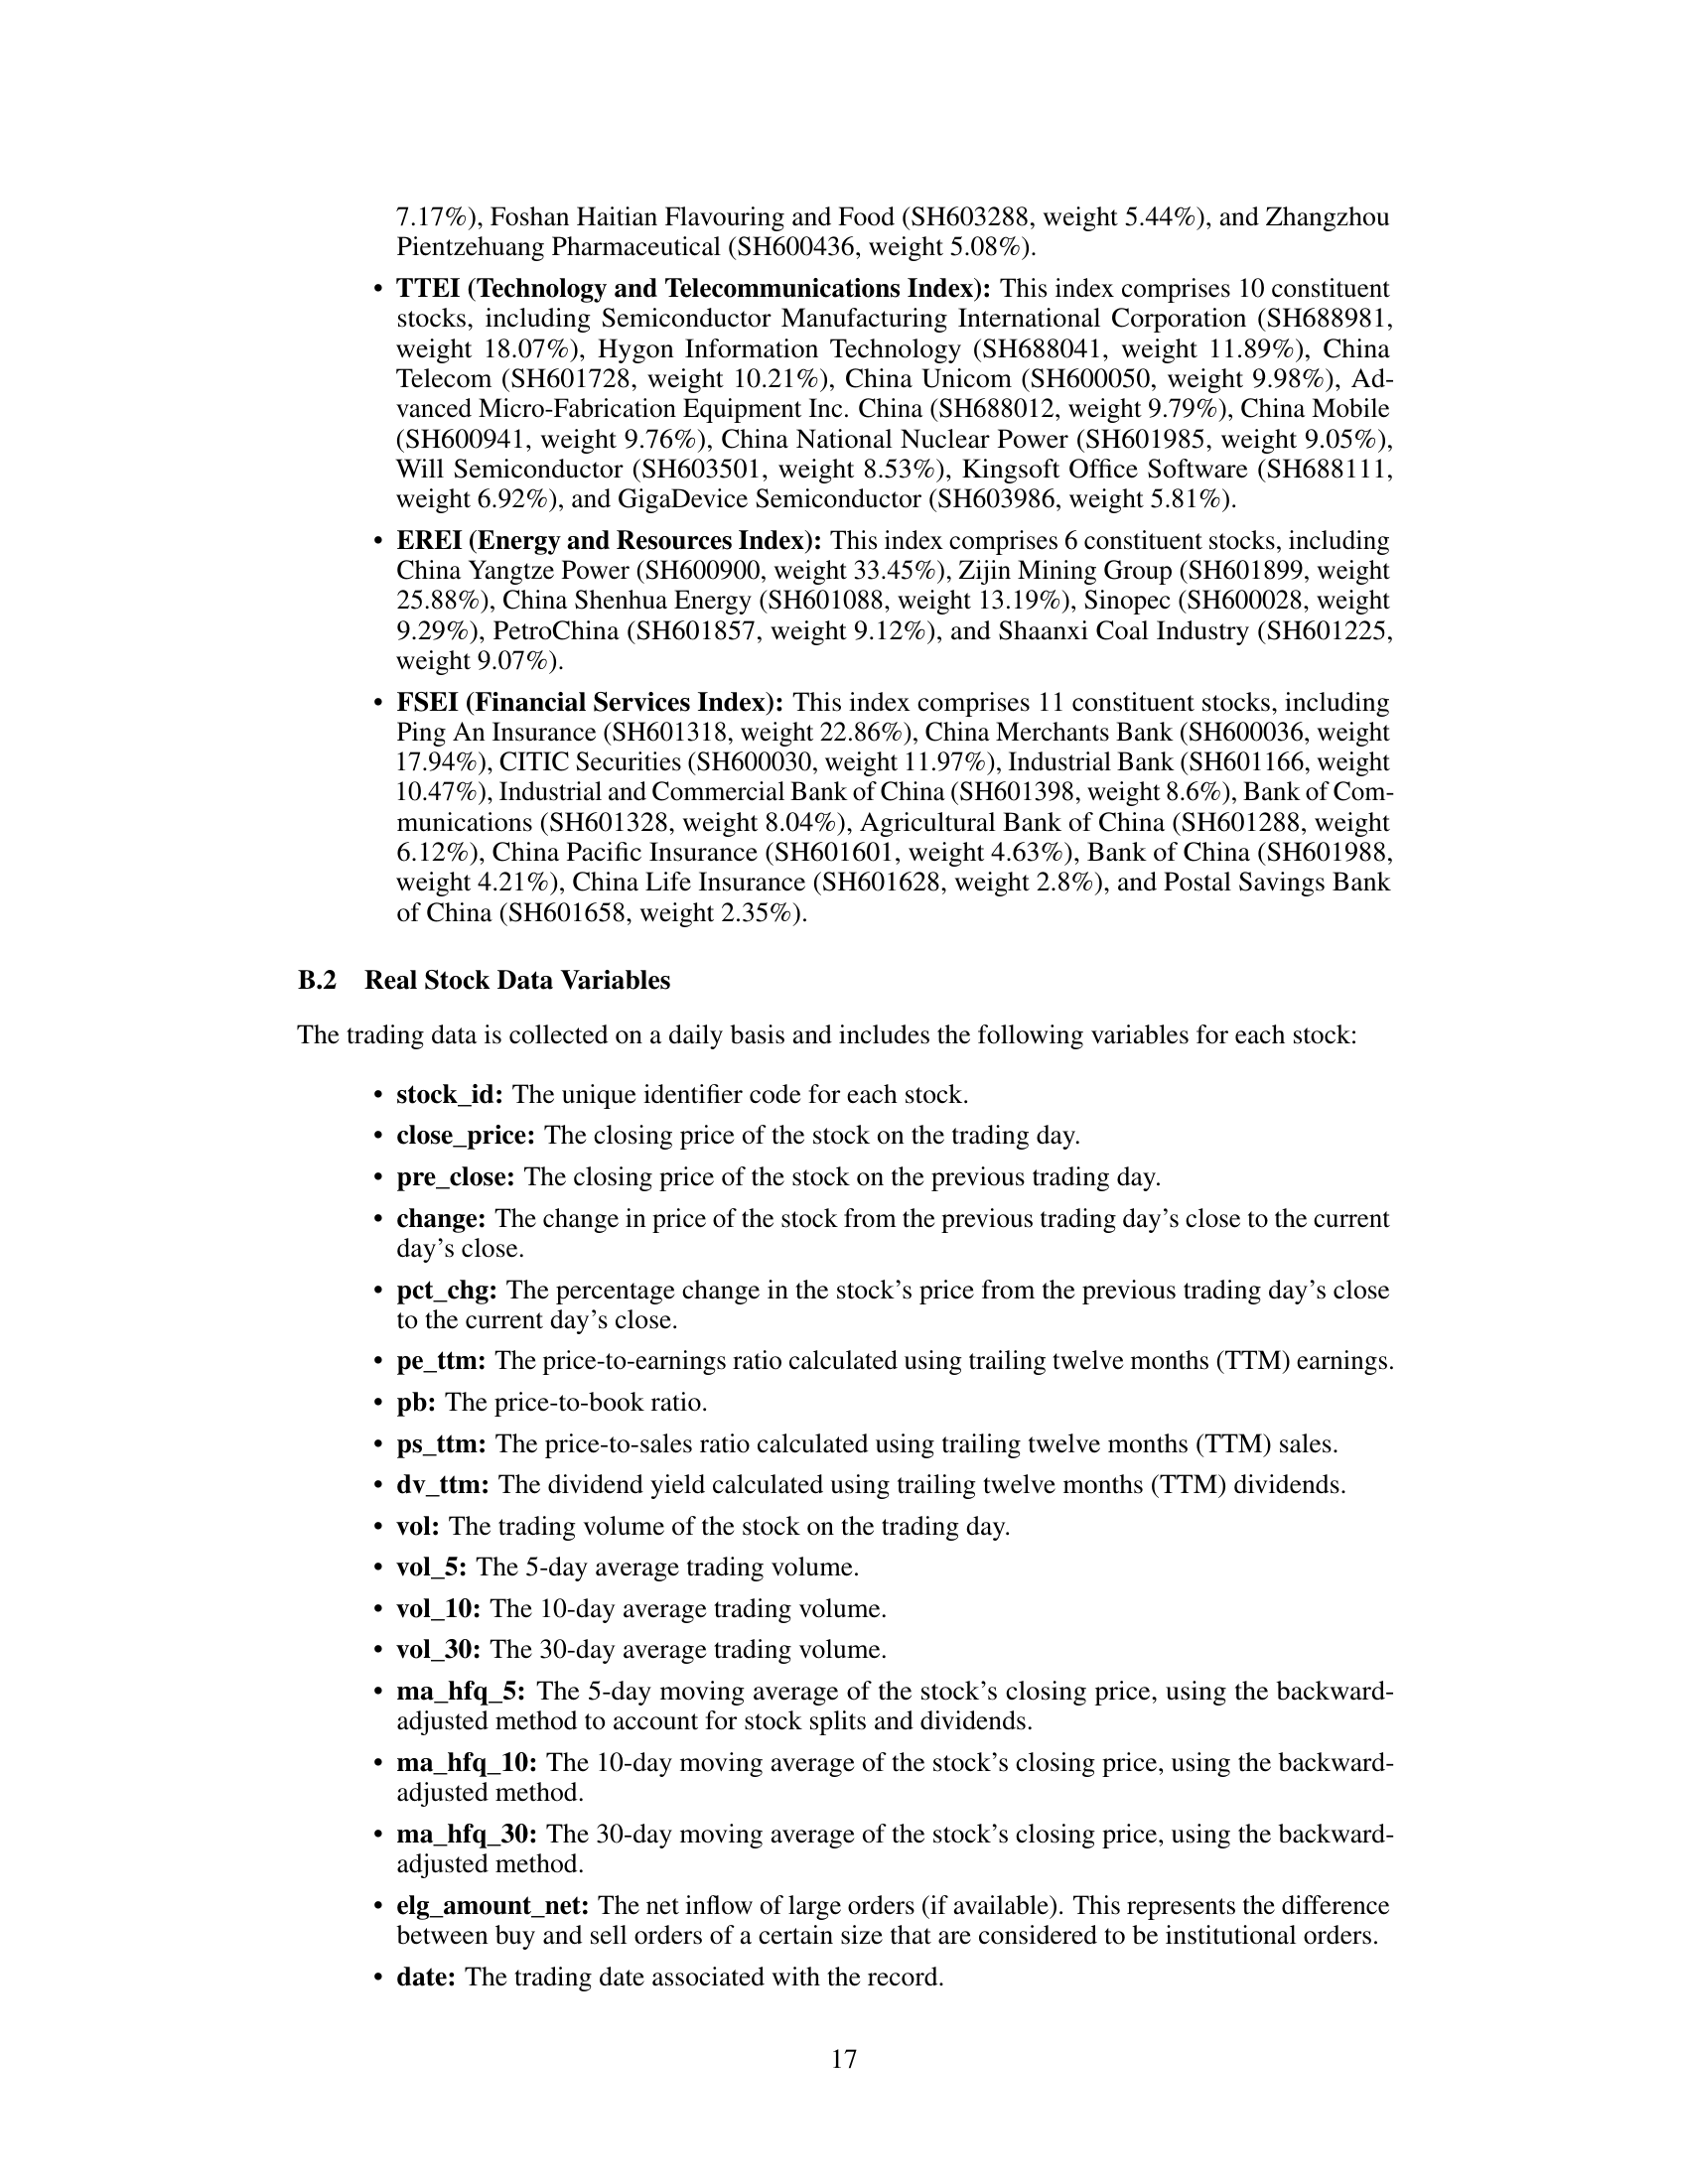 7.17%), Foshan Haitian Flavouring and Food (SH603288, weight 5.44%), and Zhangzhou
Pientzehuang Pharmaceutical (SH600436, weight 5.08%).
• TTEI (Technology and Telecommunications Index): This index comprises 10 constituent
stocks, including Semiconductor Manufacturing International Corporation (SH688981,
weight 18.07%), Hygon Information Technology (SH688041, weight 11.89%), China
Telecom (SH601728, weight 10.21%), China Unicom (SH600050, weight 9.98%), Ad-
vanced Micro-Fabrication Equipment Inc. China (SH688012, weight 9.79%), China Mobile
(SH600941, weight 9.76%), China National Nuclear Power (SH601985, weight 9.05%),
Will Semiconductor (SH603501, weight 8.53%), Kingsoft Office Software (SH688111,
weight 6.92%), and GigaDevice Semiconductor (SH603986, weight 5.81%).
• EREI (Energy and Resources Index): This index comprises 6 constituent stocks, including
China Yangtze Power (SH600900, weight 33.45%), Zijin Mining Group (SH601899, weight
25.88%), China Shenhua Energy (SH601088, weight 13.19%), Sinopec (SH600028, weight
9.29%), PetroChina (SH601857, weight 9.12%), and Shaanxi Coal Industry (SH601225,
weight 9.07%).
• FSEI (Financial Services Index): This index comprises 11 constituent stocks, including
Ping An Insurance (SH601318, weight 22.86%), China Merchants Bank (SH600036, weight
17.94%), CITIC Securities (SH600030, weight 11.97%), Industrial Bank (SH601166, weight
10.47%), Industrial and Commercial Bank of China (SH601398, weight 8.6%), Bank of Com-
munications (SH601328, weight 8.04%), Agricultural Bank of China (SH601288, weight
6.12%), China Pacific Insurance (SH601601, weight 4.63%), Bank of China (SH601988,
weight 4.21%), China Life Insurance (SH601628, weight 2.8%), and Postal Savings Bank
of China (SH601658, weight 2.35%).
B.2 Real Stock Data Variables
The trading data is collected on a daily basis and includes the following variables for each stock:
• stock_id: The unique identifier code for each stock.
• close_price: The closing price of the stock on the trading day.
• pre_close: The closing price of the stock on the previous trading day.
• change: The change in price of the stock from the previous trading day's close to the current
day's close.
• pct_chg: The percentage change in the stock's price from the previous trading day's close
to the current day's close.
• pe_ttm: The price-to-earnings ratio calculated using trailing twelve months (TTM) earnings.
• pb: The price-to-book ratio.
• ps_ttm: The price-to-sales ratio calculated using trailing twelve months (TTM) sales.
• dv_ttm: The dividend yield calculated using trailing twelve months (TTM) dividends.
• vol: The trading volume of the stock on the trading day.
• vol_5: The 5-day average trading volume.
• vol_10: The 10-day average trading volume.
• vol_30: The 30-day average trading volume.
• ma_hfq_5: The 5-day moving average of the stock's closing price, using the backward-
adjusted method to account for stock splits and dividends.
• ma_hfq_10: The 10-day moving average of the stock's closing price, using the backward-
adjusted method.
• ma_hfq_30: The 30-day moving average of the stock's closing price, using the backward-
adjusted method.
• elg_amount_net: The net inflow of large orders (if available). This represents the difference
between buy and sell orders of a certain size that are considered to be institutional orders.
• date: The trading date associated with the record.
17